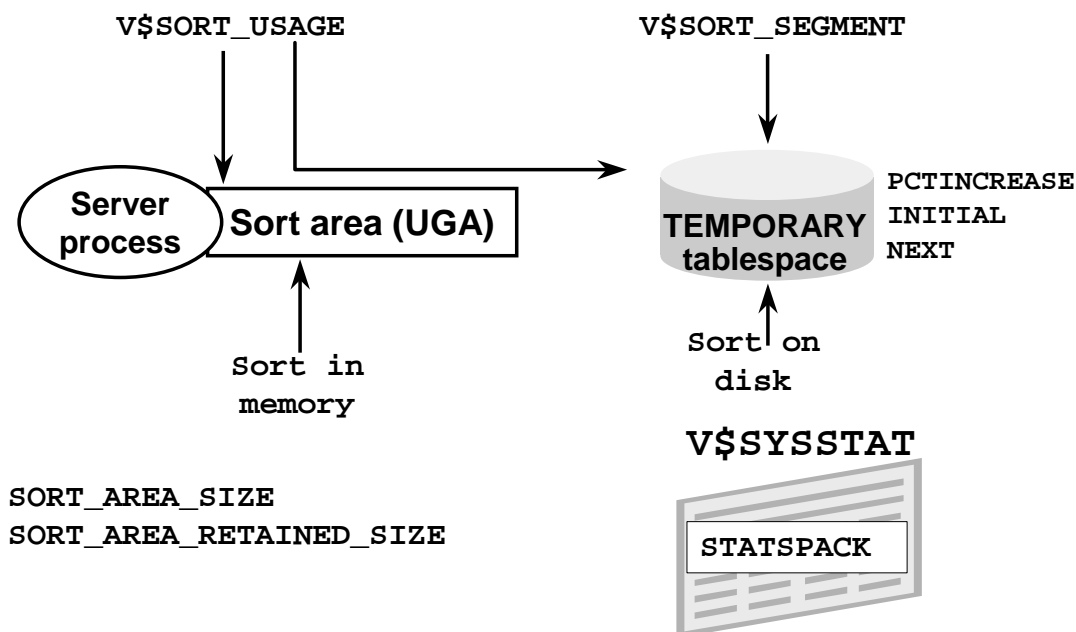 V$SORT_USAGE
V$SORT_SEGMENT
Server
process
Sort area (UGA)
TEMPORARY
tablespace
PCTINCREASE
INITIAL
NEXT
Sort in
memory
Sort on
disk
V$SYSSTAT
STATSPACK
SORT_AREA_SIZE
SORT_AREA_RETAINED_SIZE